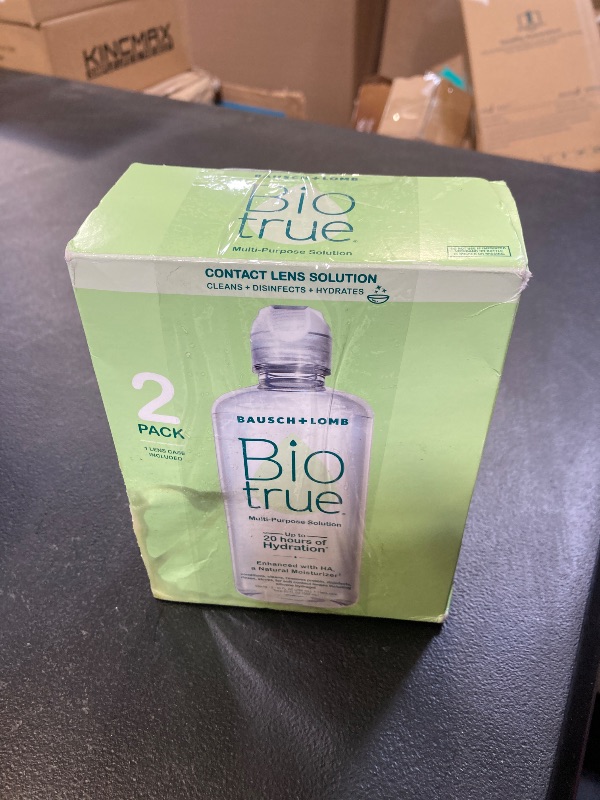 KINCMAX
BAUSCH + LOMB
Bio
true
Multi-Purpose Solution
CONTACT LENS SOLUTION
CLEANS + DISINFECTS + HYDRATES
2
PACK
1 LENS CASE
INCLUDED
BAUSCH + LOMB
Bio
true
Multi-Purpose Solution
Up to
20 hours of
Hydration
Enhanced with HA,
a Natural Moisturizer